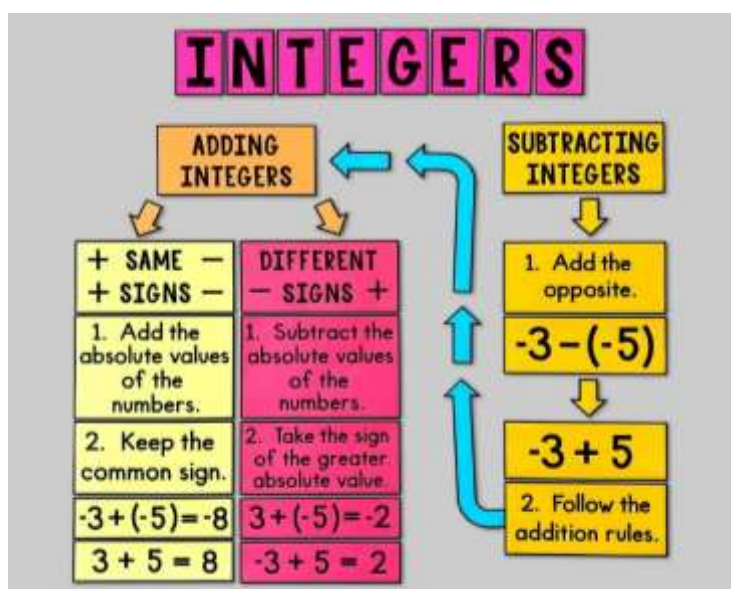 INTEGERS
ADDING
INTEGERS
+ SAME -
+ SIGNS -
1. Add the
absolute values
of the
numbers.
2. Keep the
common sign.
-3+(-5)=-8
3 + 5 = 8
DIFFERENT
- SIGNS +
1. Subtract the
absolute values
of the
numbers.
2. Take the sign
of the greater
absolute value.
3+(-5)=-2
-3 + 5 = 2
SUBTRACTING
INTEGERS
1. Add the
opposite.
-3-(-5)
-3 + 5
2. Follow the
addition rules.